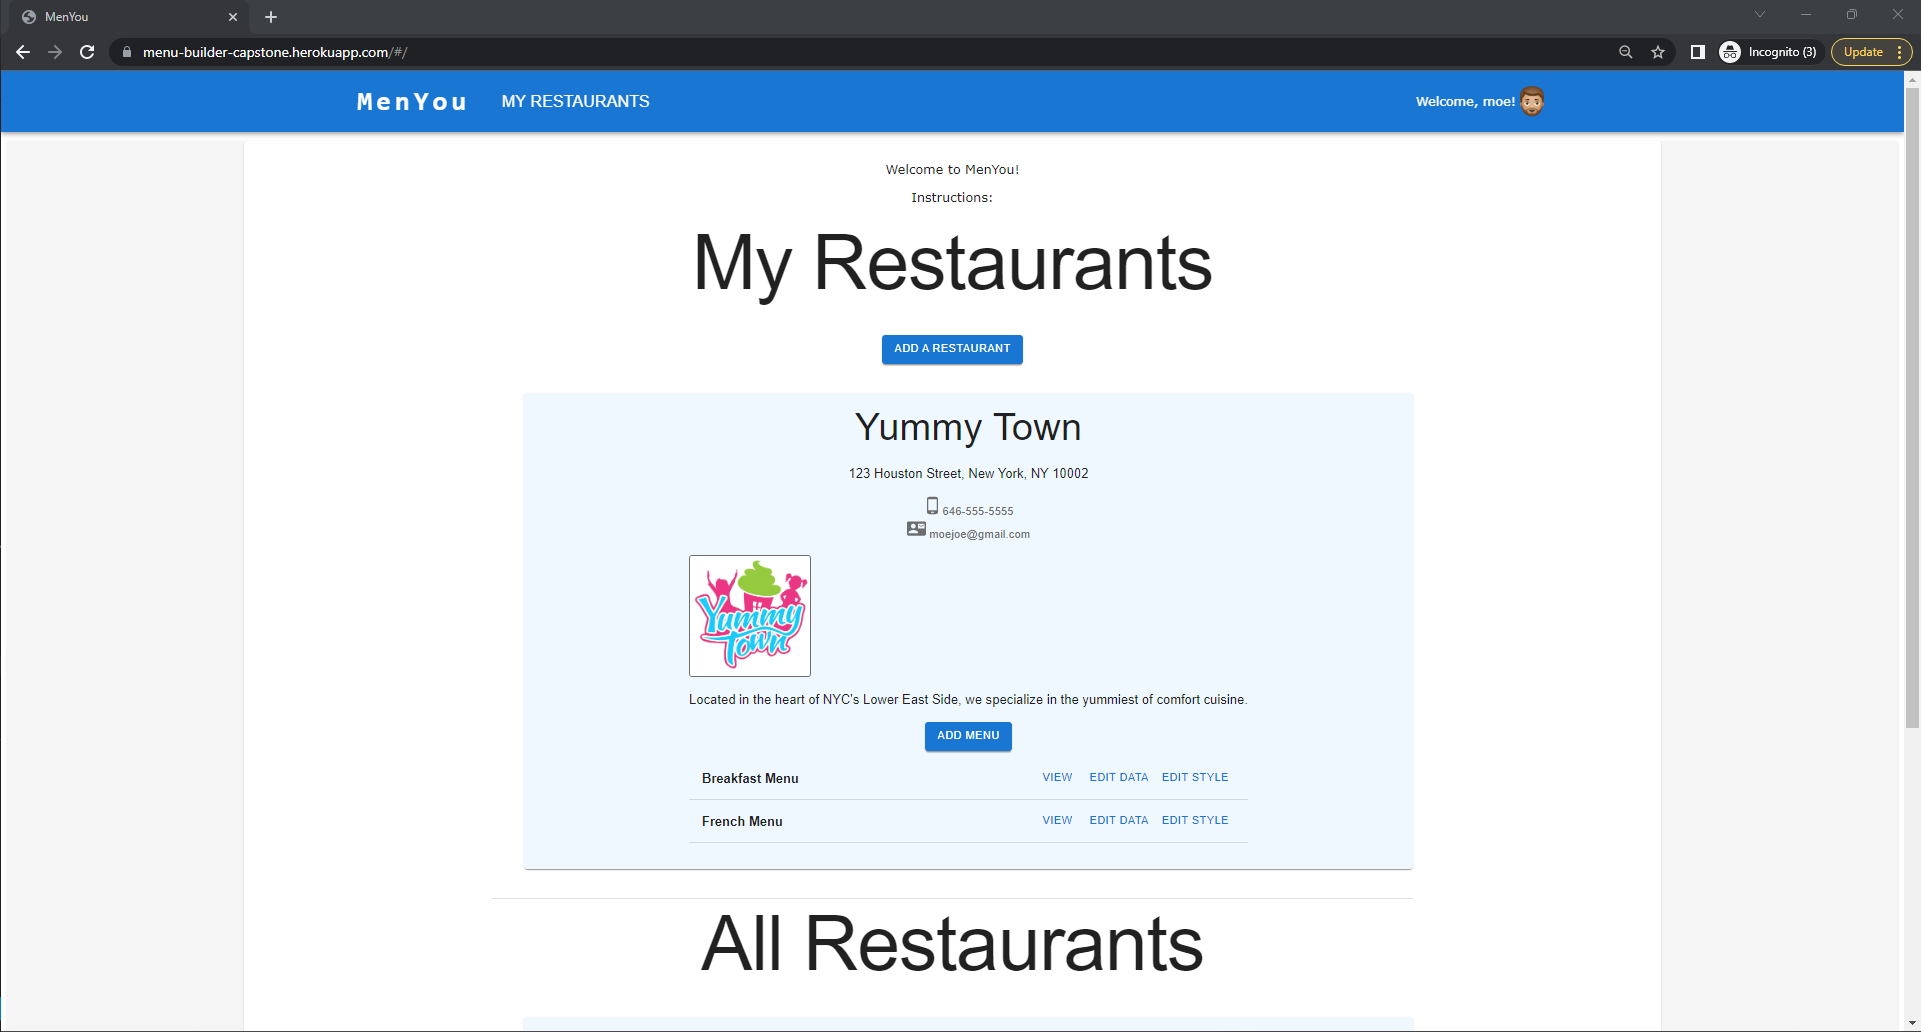 MenYou
menu-builder-capstone.herokuapp.com/#/
Incognito (3)
Update
MenYou
MY RESTAURANTS
Welcome, moe!
Welcome to MenYou!
Instructions:
My Restaurants
ADD A RESTAURANT
Yummy Town
123 Houston Street, New York, NY 10002
646-555-5555
moejoe@gmail.com
Yummy
Town
Located in the heart of NYC's Lower East Side, we specialize in the yummiest of comfort cuisine.
ADD MENU
Breakfast Menu VIEW EDIT DATA EDIT STYLE
French Menu VIEW EDIT DATA EDIT STYLE
All Restaurants